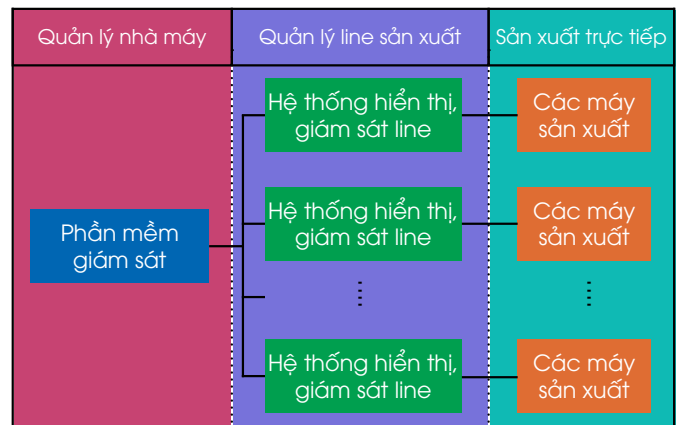 Quản lý nhà máy
Quản lý line sản xuất
Sản xuất trực tiếp
Hệ thống hiển thị,
giám sát line
Các máy
sản xuất
Phần mềm
giám sát
Hệ thống hiển thị,
giám sát line
Các máy
sản xuất
Hệ thống hiển thị,
giám sát line
Các máy
sản xuất